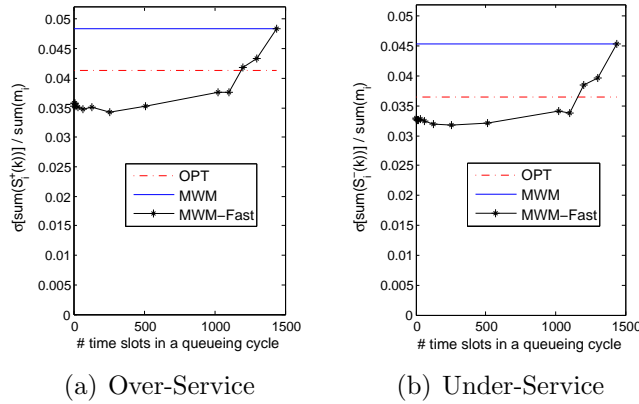 0.05
0.045
0.04
0.035
0.03
0.025
0.02
0.015
0.01
0.005
0
σ[sum(S_i^+(k))] / sum(m_i)
OPT
MWM
MWM-Fast
0 500 1000 1500
# time slots in a queueing cycle
(a) Over-Service
0.05
0.045
0.04
0.035
0.03
0.025
0.02
0.015
0.01
0.005
0
σ[sum(S_i^-(k))] / sum(m_i)
OPT
MWM
MWM-Fast
0 500 1000 1500
# time slots in a queueing cycle
(b) Under-Service